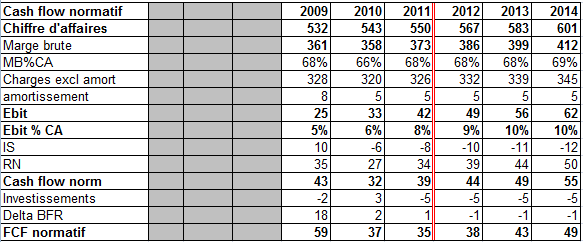 Cash flow normatif 2009 2010 2011 2012 2013 2014
Chiffre d'affaires 532 543 550 567 583 601
Marge brute 361 358 373 386 399 412
MB%CA 68% 66% 68% 68% 68% 69%
Charges excl amort 328 320 326 332 339 345
amortissement 8 5 5 5 5 5
Ebit 25 33 42 49 56 62
Ebit % CA 5% 6% 8% 9% 10% 10%
IS 10 -6 -8 -10 -11 -12
RN 35 27 34 39 44 50
Cash flow norm 43 32 39 44 49 55
Investissements -2 3 -5 -5 -5 -5
Delta BFR 18 2 1 -1 -1 -1
FCF normatif 59 37 35 38 43 49